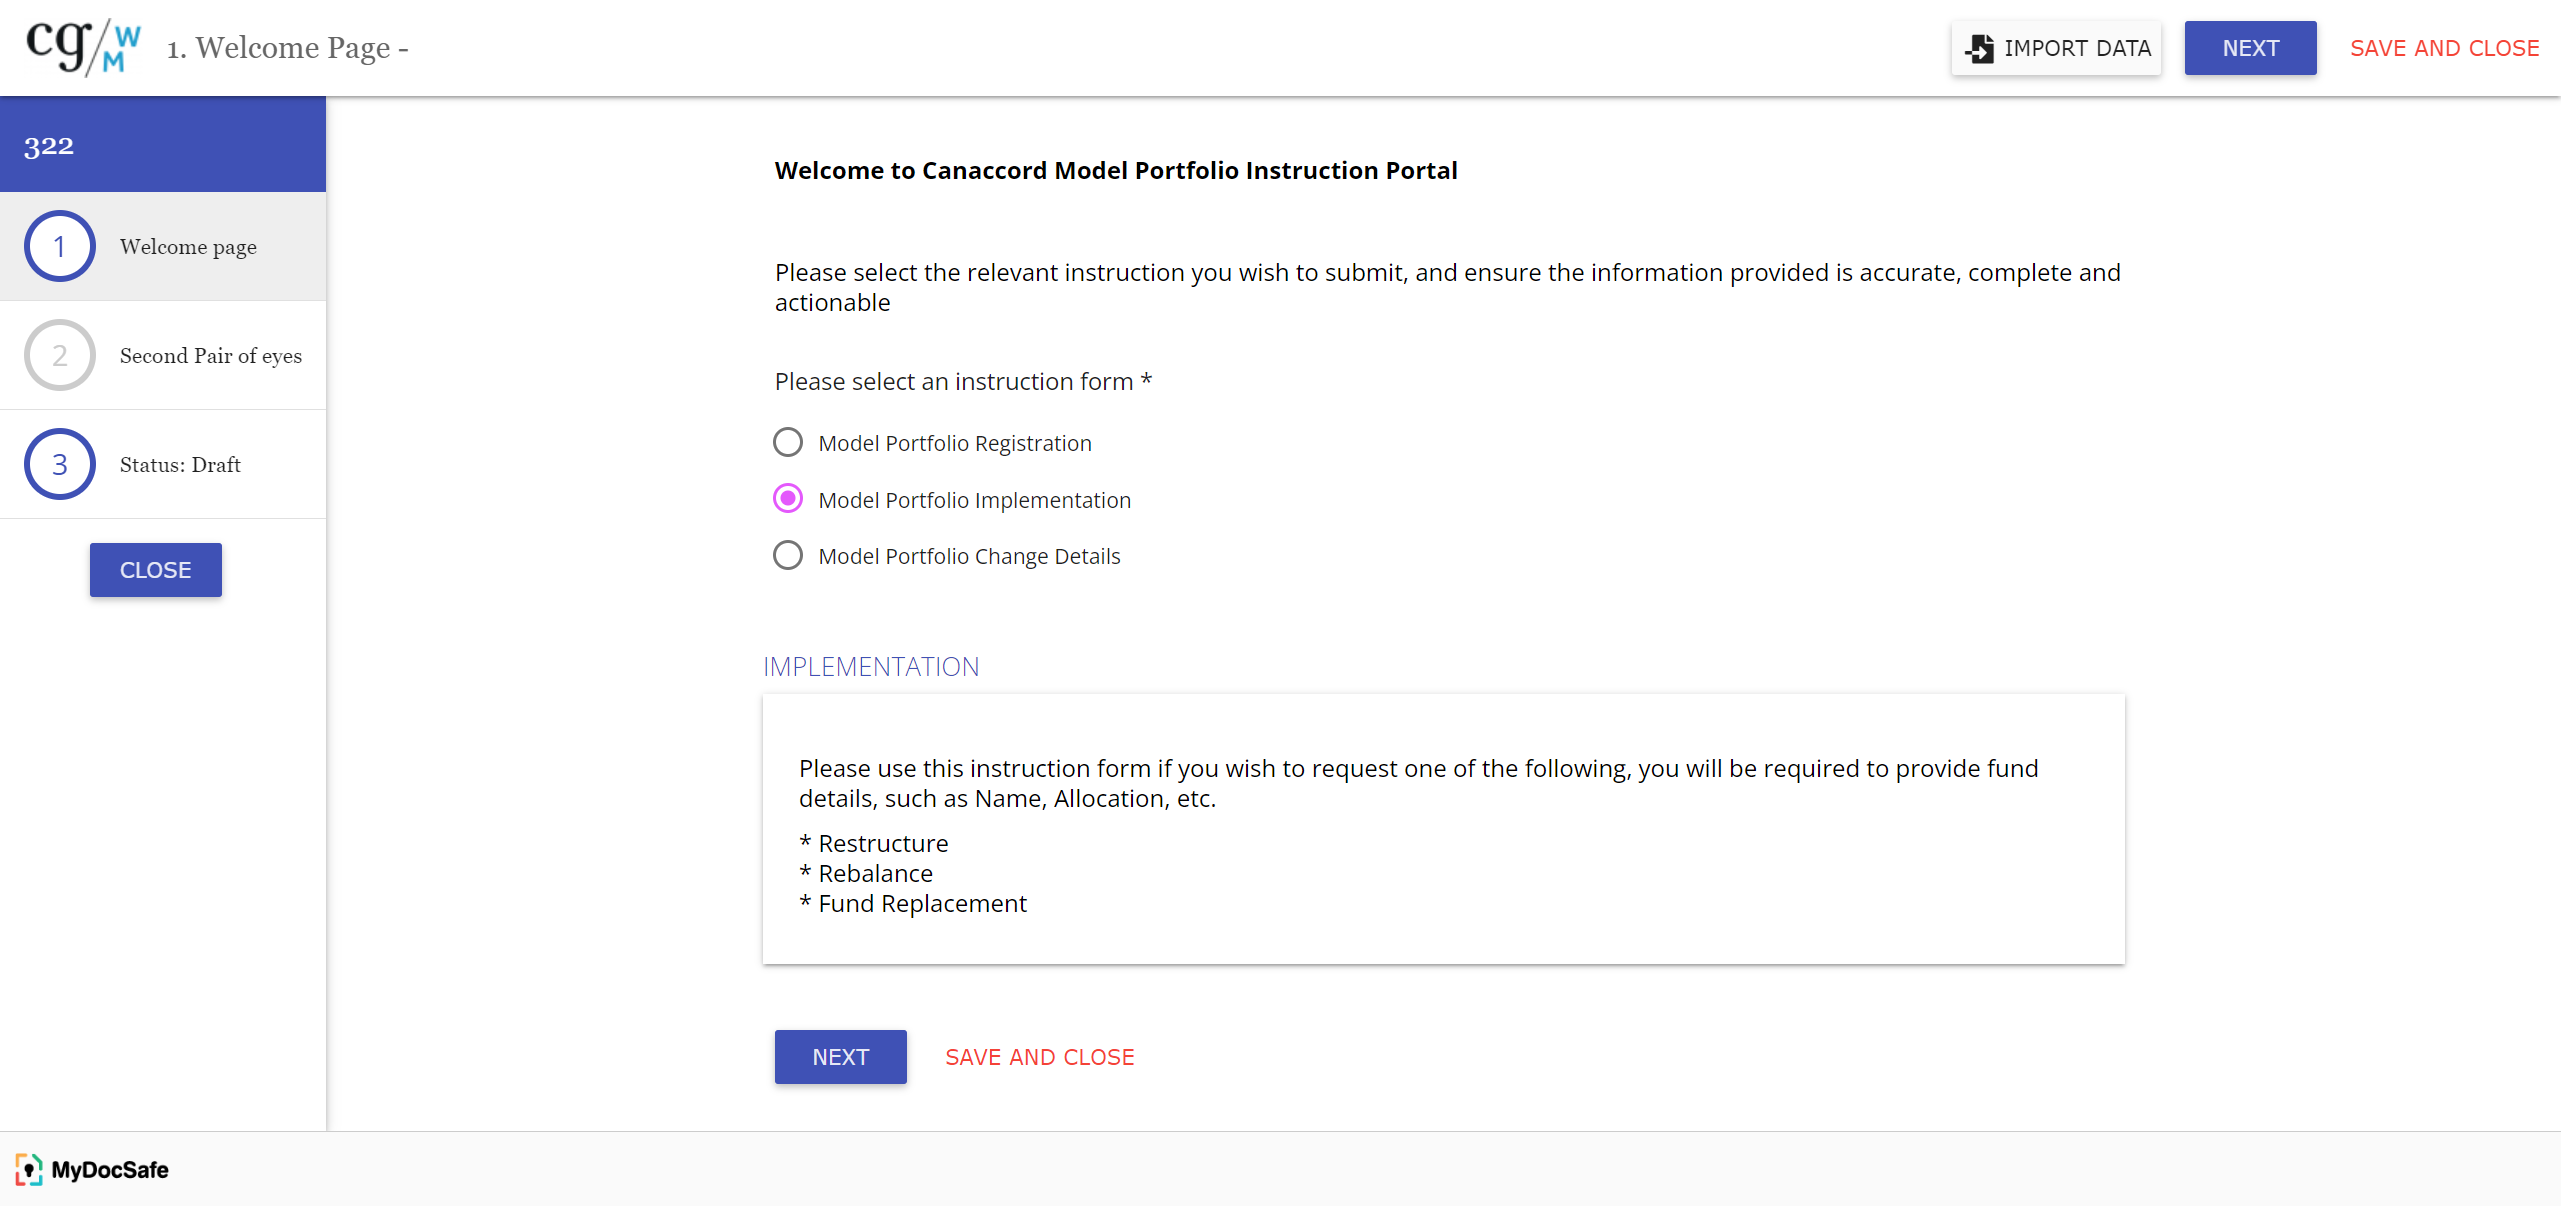 cg/WM
1. Welcome Page -
IMPORT DATA
NEXT
SAVE AND CLOSE
322
1
Welcome page
2
Second Pair of eyes
3
Status: Draft
CLOSE
Welcome to Canaccord Model Portfolio Instruction Portal
Please select the relevant instruction you wish to submit, and ensure the information provided is accurate, complete and
actionable
Please select an instruction form *
Model Portfolio Registration
Model Portfolio Implementation
Model Portfolio Change Details
IMPLEMENTATION
Please use this instruction form if you wish to request one of the following, you will be required to provide fund
details, such as Name, Allocation, etc.
* Restructure
* Rebalance
* Fund Replacement
NEXT
SAVE AND CLOSE
MyDocSafe